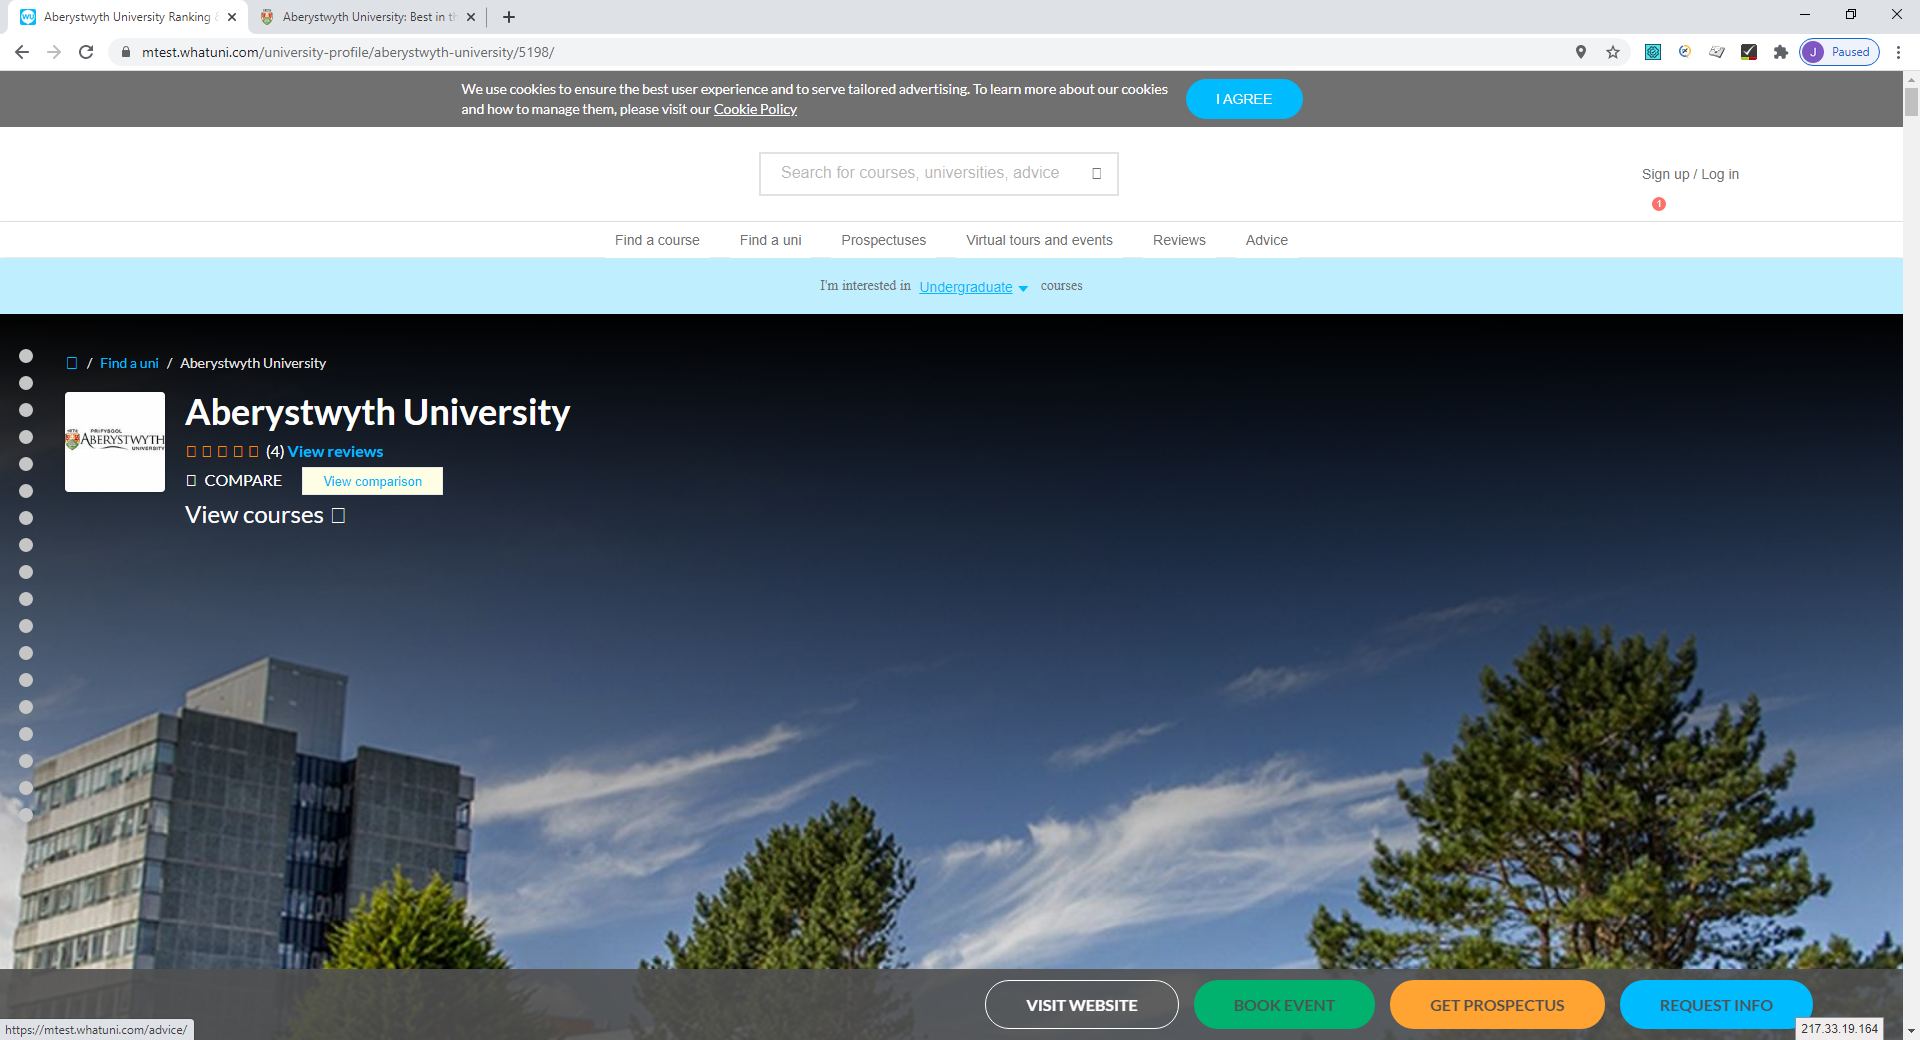 Aberystwyth University Ranking
Aberystwyth University: Best in th
mtest.whatuni.com/university-profile/aberystwyth-university/5198/
J Paused
We use cookies to ensure the best user experience and to serve tailored advertising. To learn more about our cookies
and how to manage them, please visit our Cookie Policy
I AGREE
Search for courses, universities, advice
Sign up / Log in
1
Find a course Find a uni Prospectuses Virtual tours and events Reviews Advice
I'm interested in Undergraduate courses
/ Find a uni / Aberystwyth University
PRIFYSGOL
ABERYSTWYTH
UNIVERSITY
Aberystwyth University
(4) View reviews
COMPARE View comparison
View courses
VISIT WEBSITE BOOK EVENT GET PROSPECTUS REQUEST INFO
https://mtest.whatuni.com/advice/
217.33.19.164